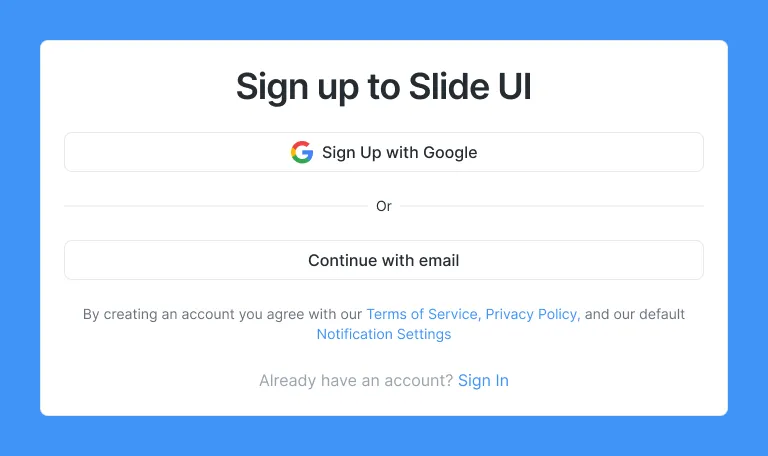 Sign up to Slide UI
Sign Up with Google
Or
Continue with email
By creating an account you agree with our Terms of Service, Privacy Policy, and our default
Notification Settings
Already have an account? Sign In